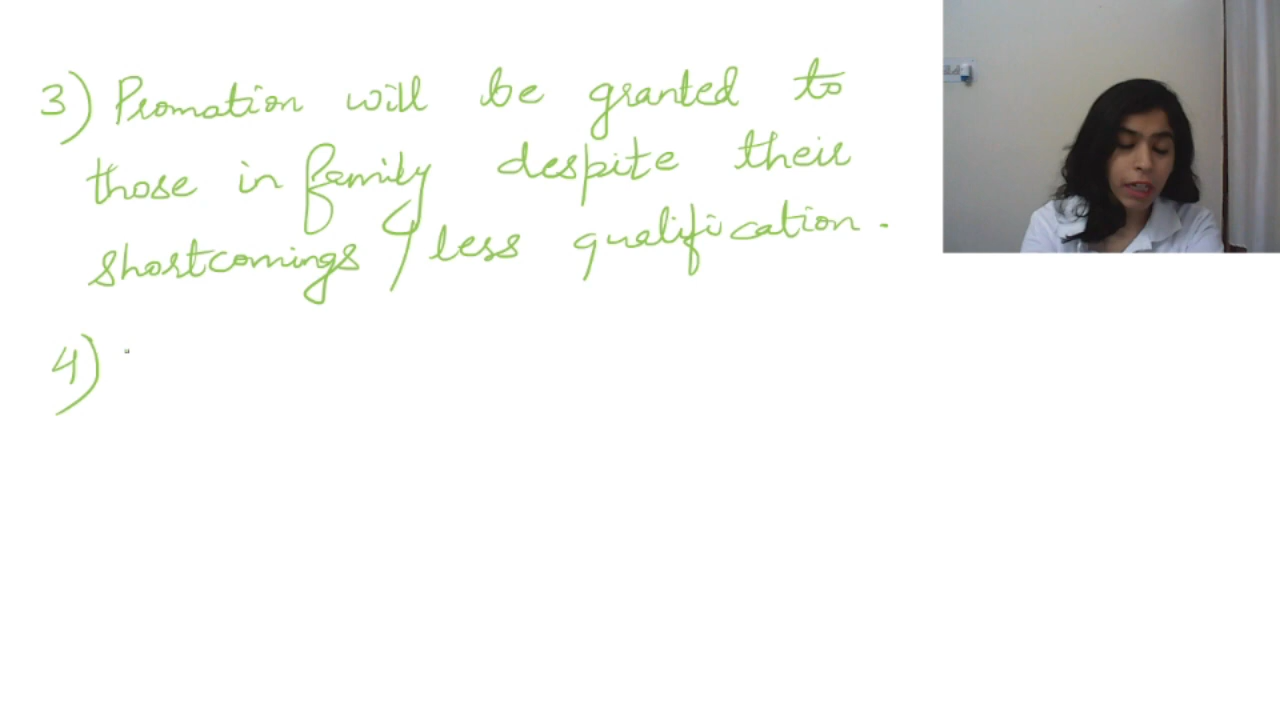 3) Promation will be granted to
those in family despite their
shortcomings / less qualification.
4)